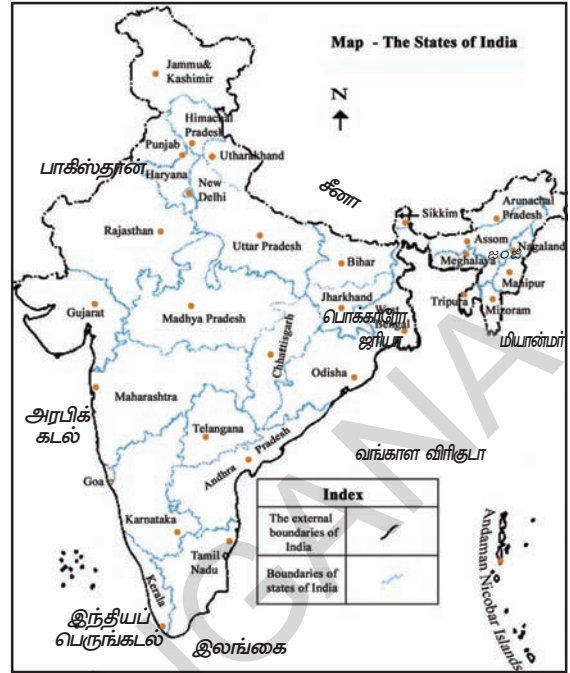 Map - The States of India
Jammu&
Kashimir
N
Himachal
Pradesh
Punjab
Utharakhand
பாகிஸ்தான்
Haryana
New
Delhi
சீனா
Sikkim
Arunachal
Pradesh
Rajasthan
Uttar Pradesh
Assom
Nagaland
Bihar
Meghalaya
Manipur
Jharkhand
Tripura
Mizoram
Gujarat
Madhya Pradesh
பொக்காரோ
West
Bengal
ஜரியா
மியான்மர்
Chhattisgarh
Odisha
Maharashtra
அரபிக்
கடல்
Telangana
Andhra Pradesh
வங்காள விரிகுடா
Goa
Index
The external
boundaries of
India
Karnataka
Tamil
Nadu
Boundaries of
states of India
Kerala
Andaman Nicobar Islands
இந்தியப்
பெருங்கடல்
இலங்கை